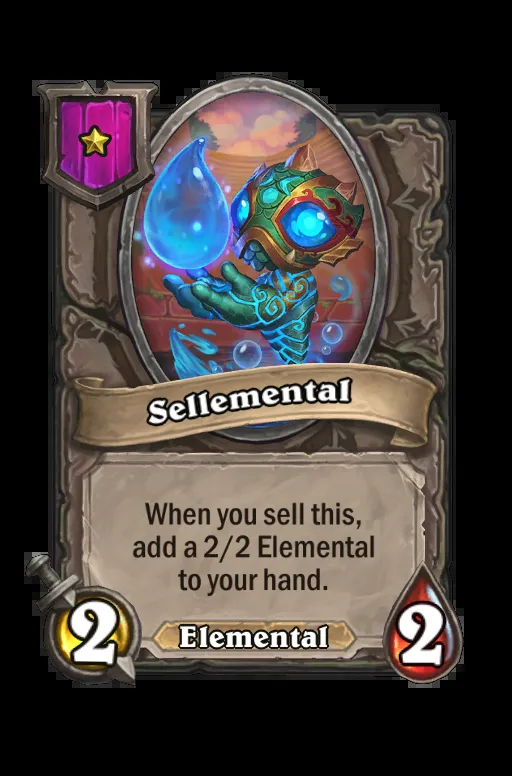 Sellemental
When you sell this,
add a 2/2 Elemental
to your hand.
2
Elemental
2